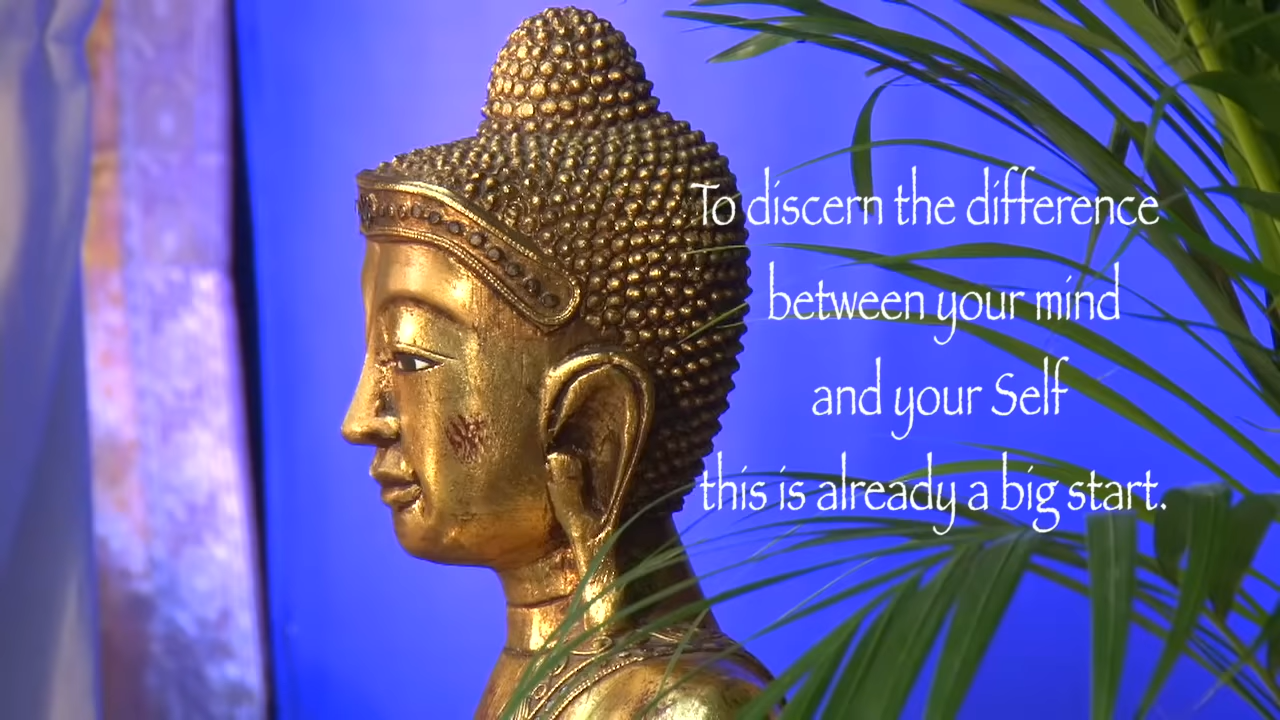 To discern the difference
between your mind
and your Self
this is already a big start.